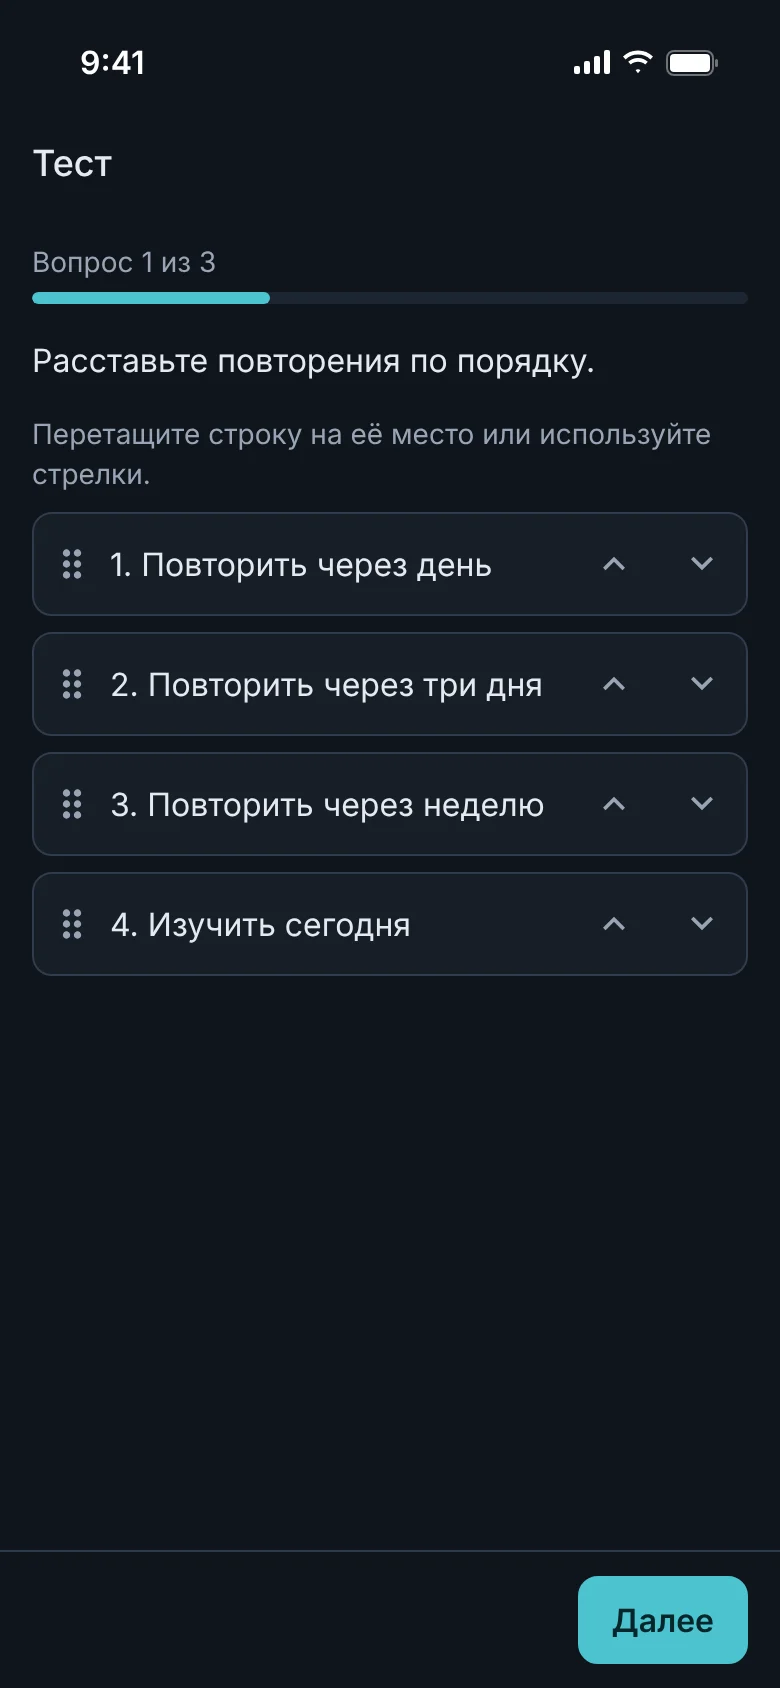 9:41
Тест
Вопрос 1 из 3
Расставьте повторения по порядку.
Перетащите строку на её место или используйте
стрелки.
1. Повторить через день
2. Повторить через три дня
3. Повторить через неделю
4. Изучить сегодня
Далее